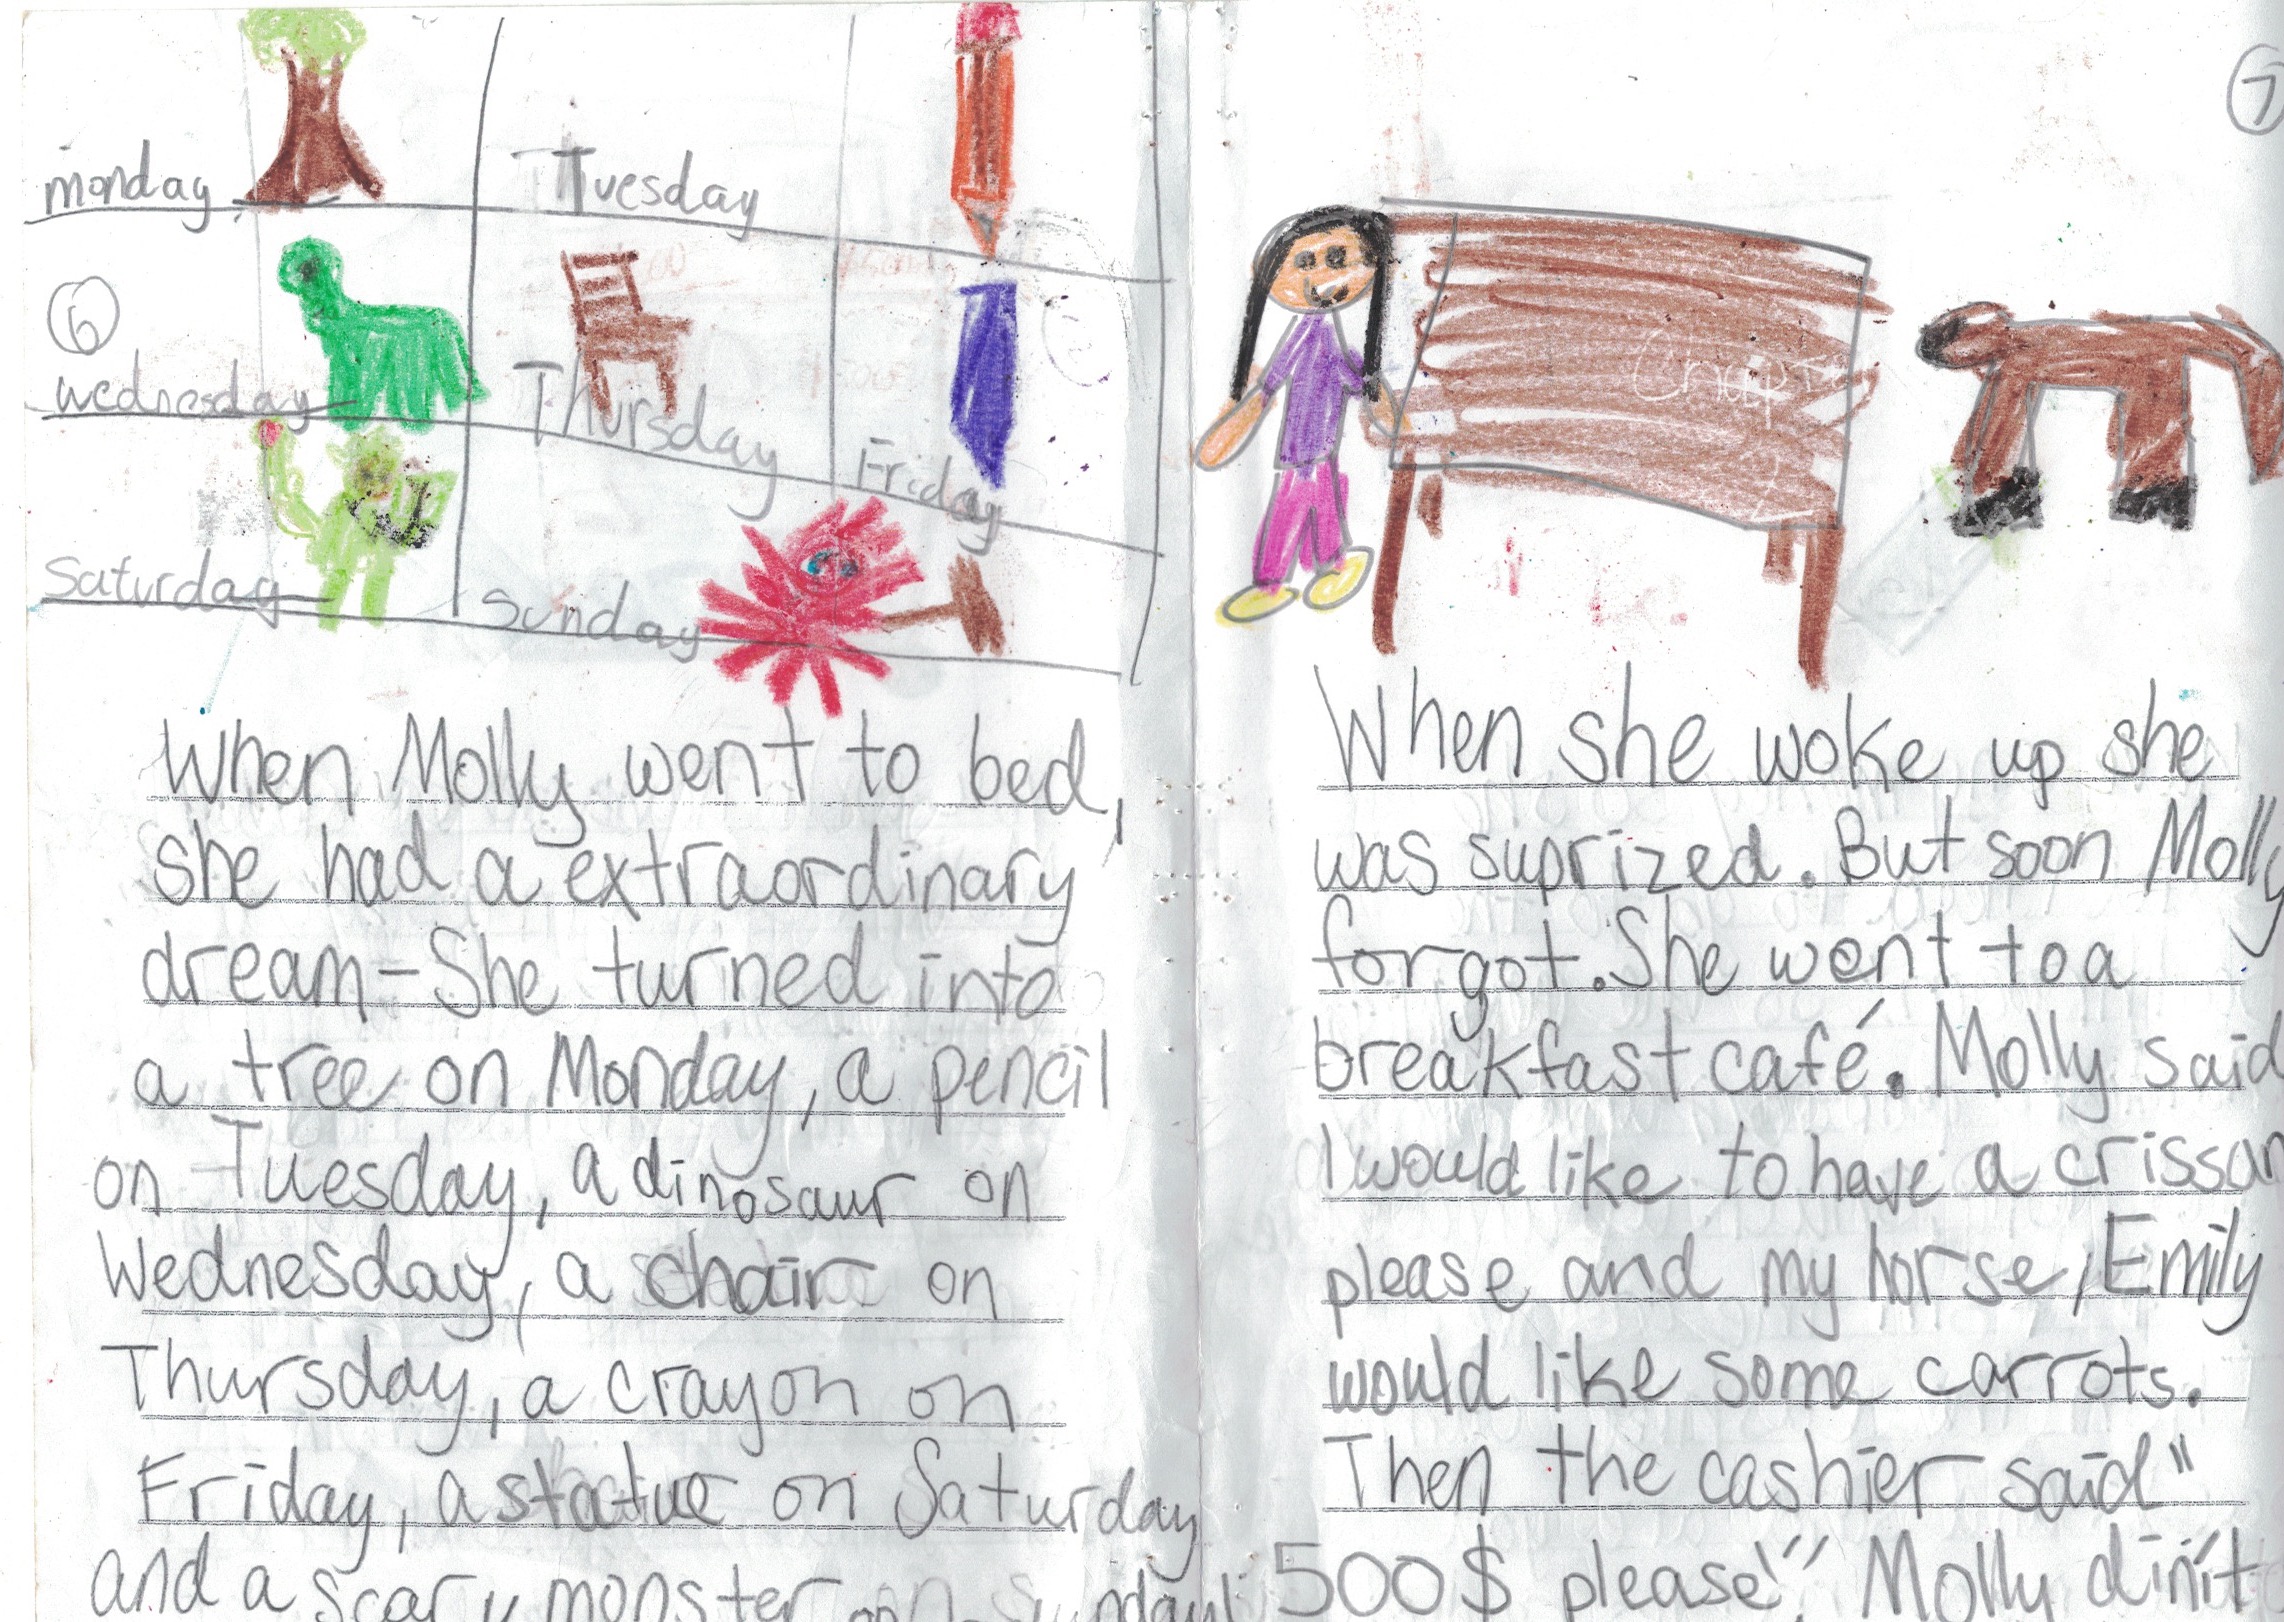 monday
Tuesday
6
wednesday
Thursday
Friday
Saturday
Sunday
When Molly went to bed,
she had a extraordinary
dream-She turned into
a tree on Monday, a pencil
on Tuesday, a dinosaur on
Wednesday, a chair on
Thursday, a crayon on
Friday, a statue on Saturday
and a scary monster on Sunday!
7
When she woke up she
was suprized. But soon Molly
forgot. She went to a
breakfast café. Molly said
I would like to have a crissan
please and my horse, Emily
would like some carrots.
Then the cashier said"
500$ please!" Molly din't